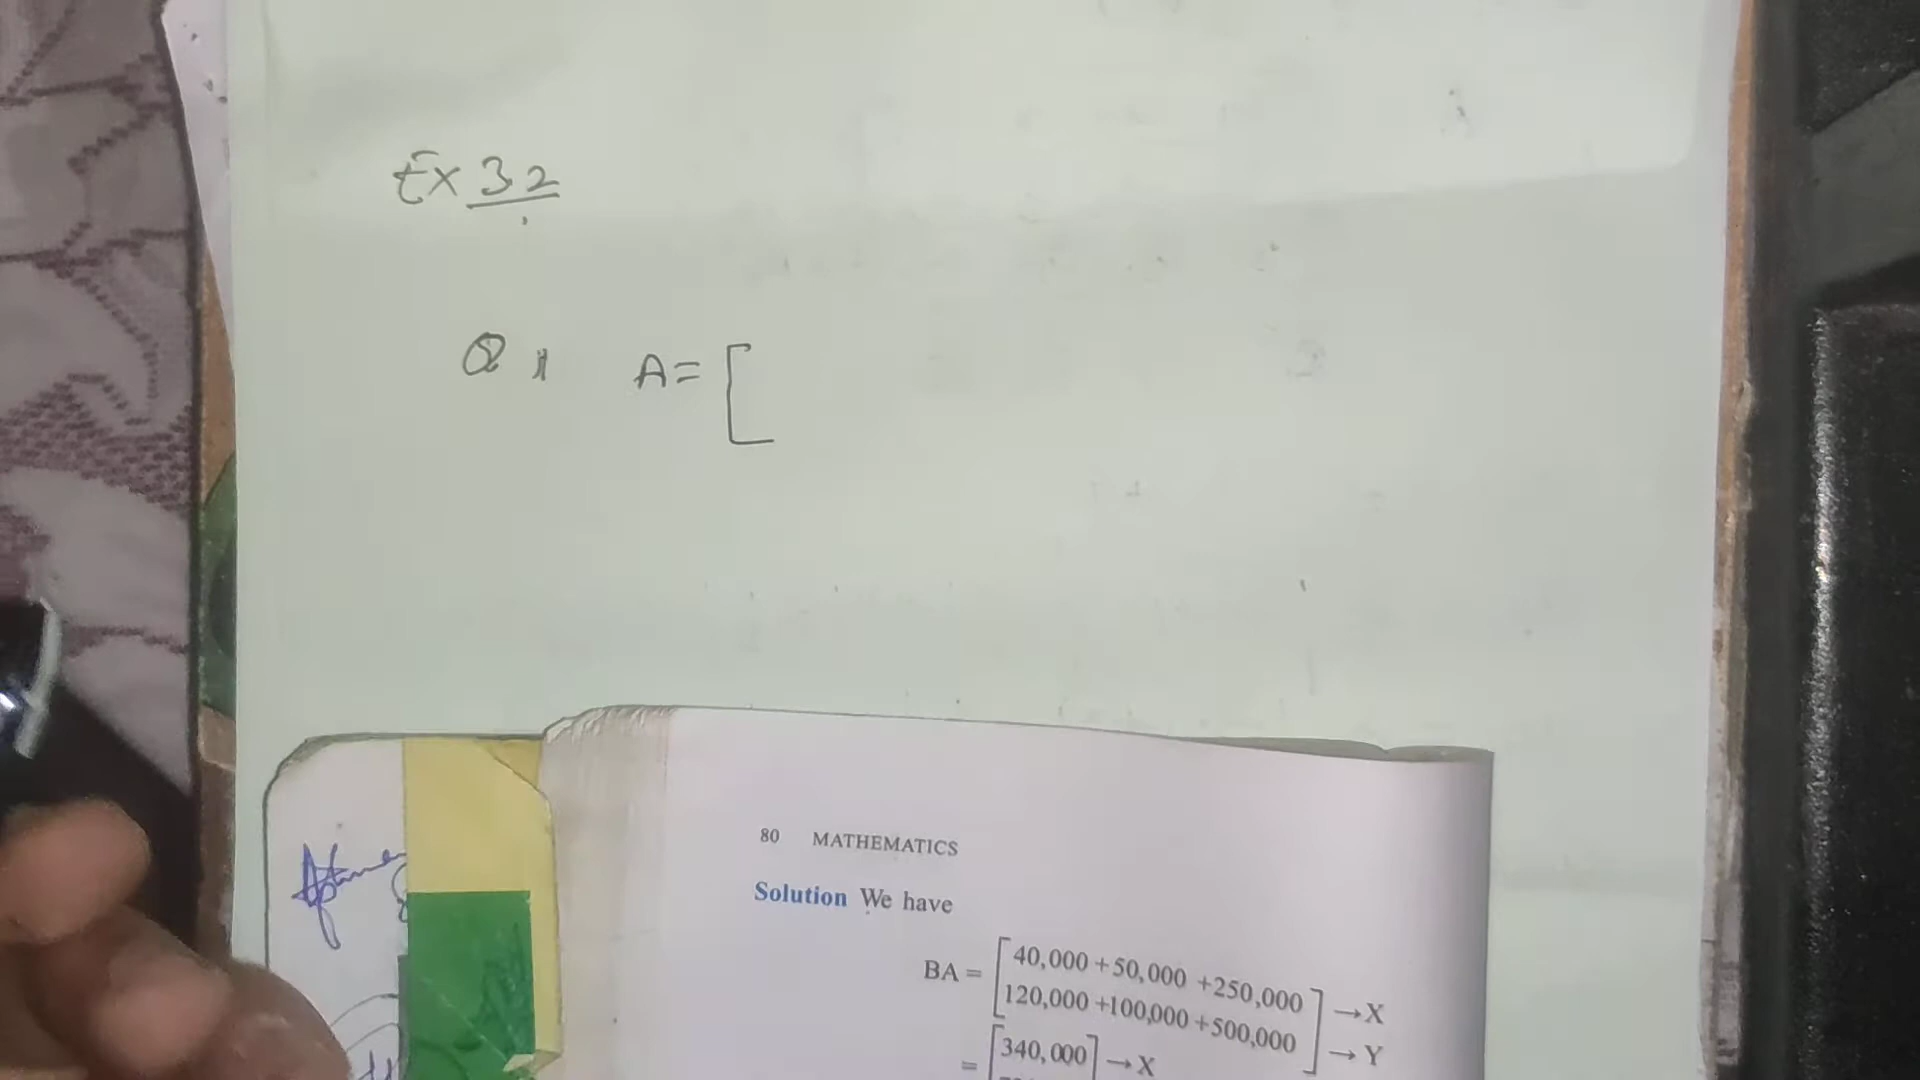 Ex 3.2
Q 1 A = [
80 MATHEMATICS
Solution We have
BA = [ 40,000 +50,000 +250,000 ] →X
120,000 +100,000 +500,000 → Y
= [ 340,000 ] →X